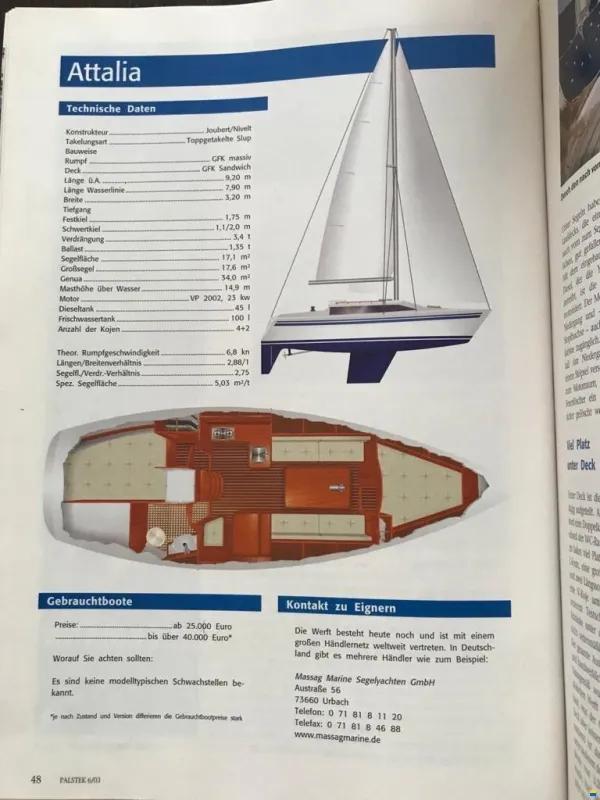 Attalia
Technische Daten
Konstrukteur Joubert/Nivelt
Takelungsart Toppgetakelte Slup
Bauweise
Rumpf GFK massiv
Deck GFK Sandwich
Länge ü.A. 9,20 m
Länge Wasserlinie 7,90 m
Breite 3,20 m
Tiefgang
Festkiel 1,75 m
Schwertkiel 1,1/2,0 m
Verdrängung 3,4 t
Ballast 1,35 t
Segelfläche 17,1 m²
Großsegel 17,6 m²
Genua 34,0 m²
Masthöhe über Wasser 14,9 m
Motor VP 2002, 23 kw
Dieseltank 45 l
Frischwassertank 100 l
Anzahl der Kojen 4+2
Theor. Rumpfgeschwindigkeit 6,8 kn
Längen/Breitenverhältnis 2,88/1
Segelfl./Verdr.-Verhältnis 2,75
Spez. Segelfläche 5,03 m²/t
Gebrauchtboote
Preise: ab 25.000 Euro
bis über 40.000 Euro*
Worauf Sie achten sollten:
Es sind keine modelltypischen Schwachstellen be-
kannt.
*je nach Zustand und Version differieren die Gebrauchtbootpreise stark
Kontakt zu Eignern
Die Werft besteht heute noch und ist mit einem
großen Händlernetz weltweit vertreten. In Deutsch-
land gibt es mehrere Händler wie zum Beispiel:
Massag Marine Segelyachten GmbH
Austraße 56
73660 Urbach
Telefon: 0 71 81 8 11 20
Telefax: 0 71 81 8 46 88
www.massagmarine.de
48 PALSTEK 6/03
Viel Platz
unter Deck